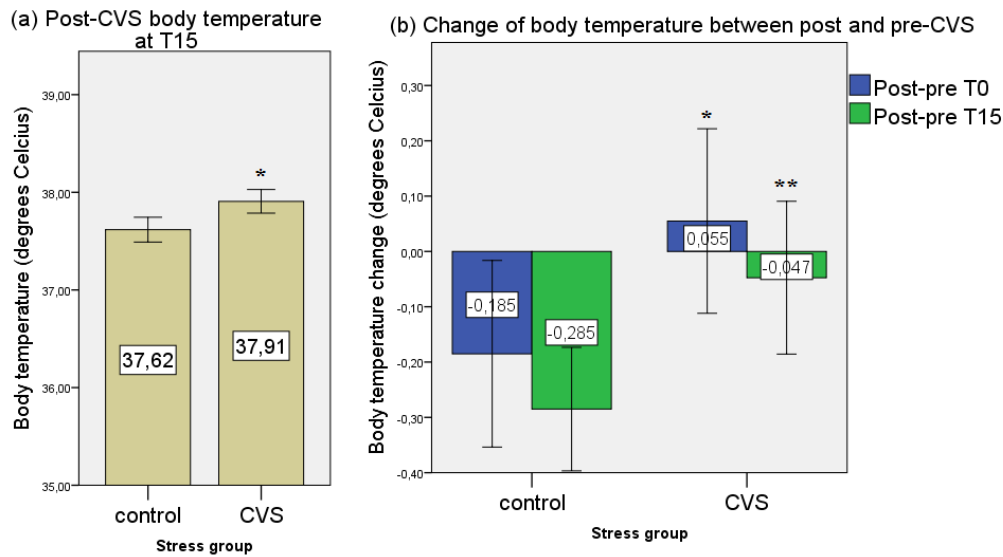 (a) Post-CVS body temperature
at T15
Body temperature (degrees Celcius)
39,00
38,00
37,00
36,00
35,00
*
37,62
37,91
control
CVS
Stress group
(b) Change of body temperature between post and pre-CVS
Body temperature change (degrees Celcius)
0,30
0,20
0,10
0,00
-0,10
-0,20
-0,30
-0,40
*
**
0,055
-0,047
-0,185
-0,285
control
CVS
Stress group
Post-pre T0
Post-pre T15